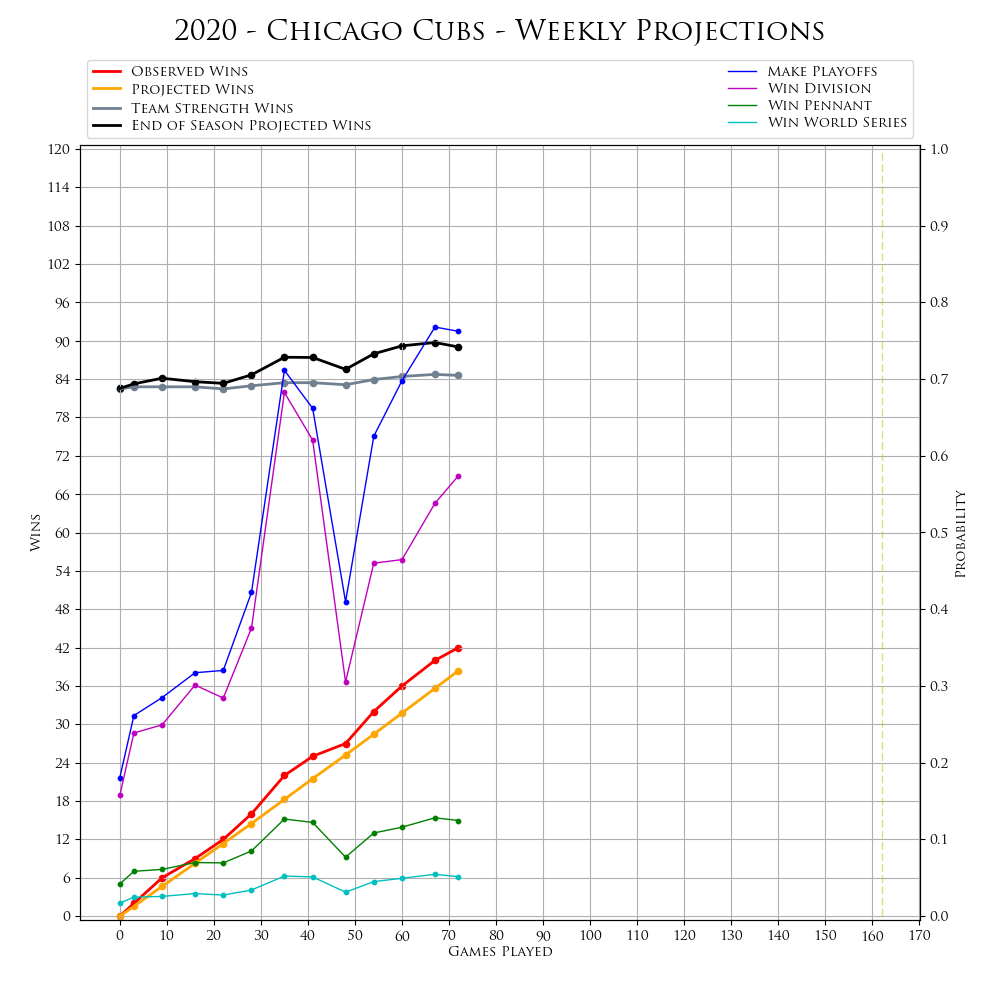 2020 - Chicago Cubs - Weekly Projections
Observed Wins
Projected Wins
Team Strength Wins
End of Season Projected Wins
Make Playoffs
Win Division
Win Pennant
Win World Series
120
114
108
102
96
90
84
78
72
66
60
54
48
42
36
30
24
18
12
6
0
Wins
1.0
0.9
0.8
0.7
0.6
0.5
0.4
0.3
0.2
0.1
0.0
Probability
0 10 20 30 40 50 60 70 80 90 100 110 120 130 140 150 160 170
Games Played